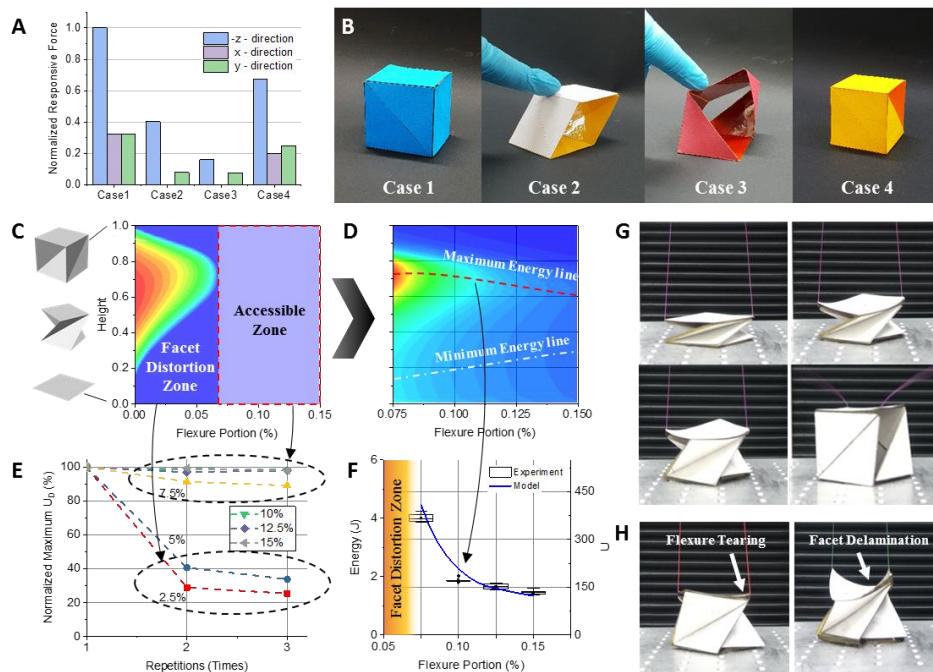 A
Normalized Responsive Force
1.0
0.8
0.6
0.4
0.2
0.0
-z - direction
x - direction
y - direction
Case1
Case2
Case3
Case4
B
Case 1
Case 2
Case 3
Case 4
C
Height
1.0
0.8
0.6
0.4
0.2
0.0
Facet
Distortion
Zone
Accessible
Zone
0.00
0.05
0.10
0.15
Flexure Portion (%)
D
Maximum Energy line
Minimum Energy line
0.075
0.100
0.125
0.150
Flexure Portion (%)
E
Normalized Maximum U_D (%)
100
80
60
40
20
0
7.5%
5%
2.5%
10%
12.5%
15%
1
2
3
Repetitions (Times)
F
Energy (J)
6
4
2
0
Facet Distortion Zone
Experiment
Model
450
300
150
0
U
0.05
0.10
0.15
Flexure Portion (%)
G
H
Flexure Tearing
Facet Delamination